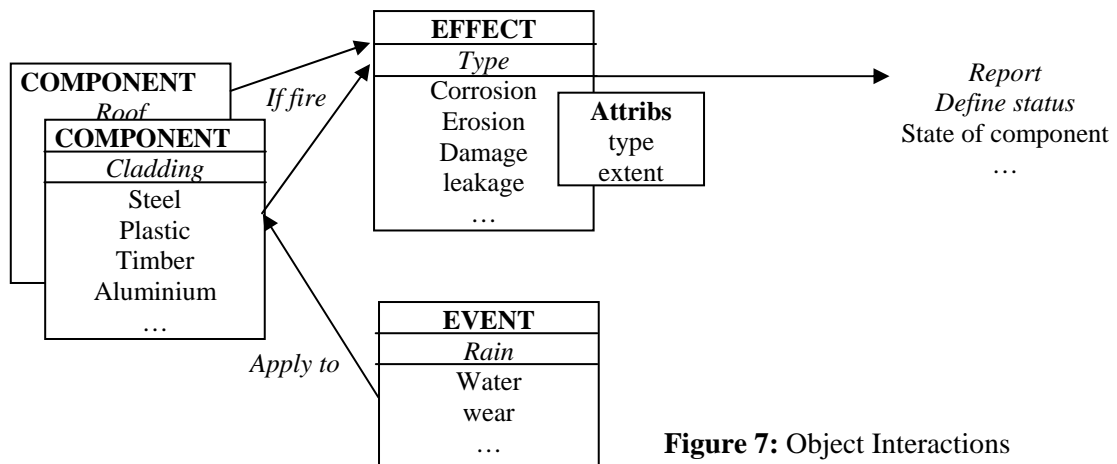 COMPONENT
Roof
COMPONENT
Cladding
Steel
Plastic
Timber
Aluminium
…
If fire
EFFECT
Type
Corrosion
Erosion
Damage
leakage
…
Attribs
type
extent
Report
Define status
State of component
…
Apply to
EVENT
Rain
Water
wear
…
Figure 7: Object Interactions